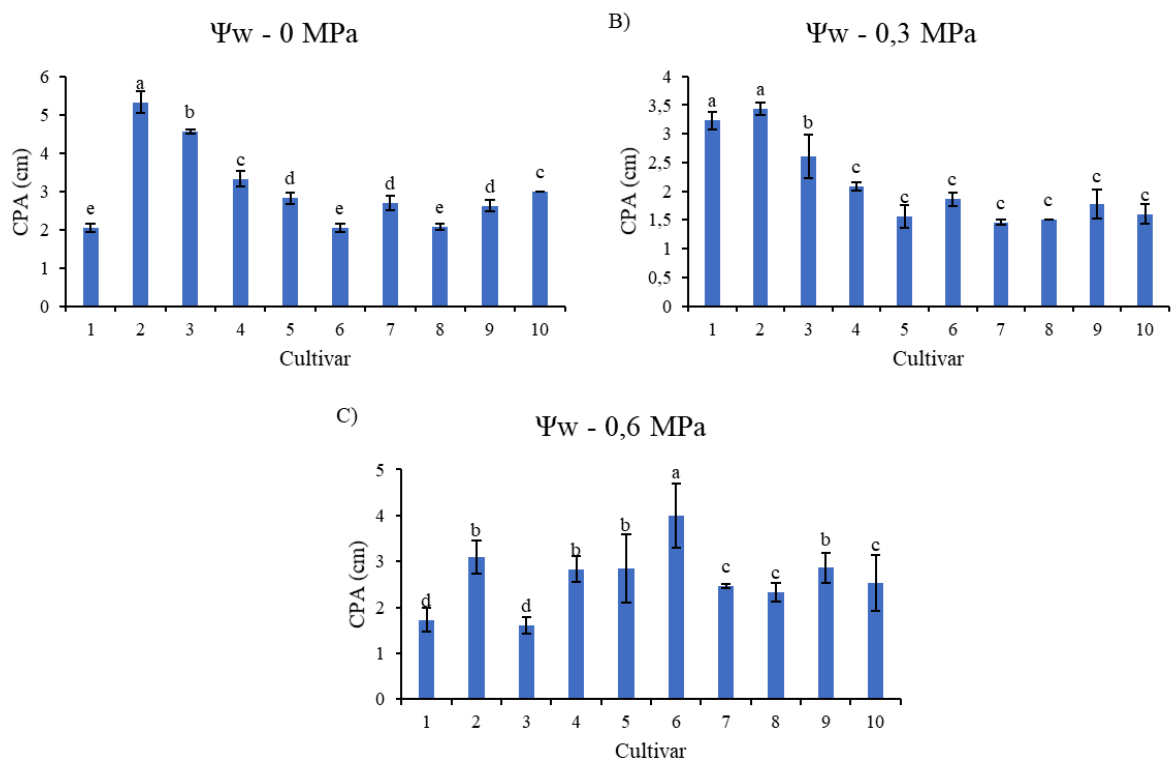 Ψw - 0 MPa
CPA (cm)
6
5
4
3
2
1
0
e
a
b
c
d
e
d
e
d
c
1 2 3 4 5 6 7 8 9 10
Cultivar
B)
Ψw - 0,3 MPa
CPA (cm)
4
3,5
3
2,5
2
1,5
1
0,5
0
a
a
b
c
c
c
c
c
c
c
1 2 3 4 5 6 7 8 9 10
Cultivar
C)
Ψw - 0,6 MPa
CPA (cm)
5
4
3
2
1
0
d
b
d
b
b
a
c
c
b
c
1 2 3 4 5 6 7 8 9 10
Cultivar